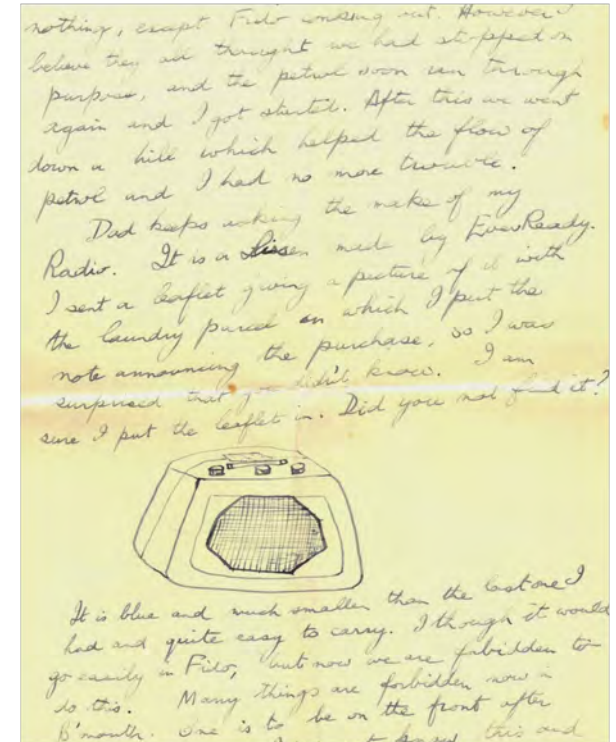 nothing, except Fido conking out. However I
believe they all thought we had stopped on
purpose, and the petrol soon ran through
again and I got started. After this we went
down a hill which helped the flow of
petrol and I had no more trouble.
Dad keeps asking the make of my
Radio. It is a Lissen made by EverReady.
I sent a leaflet giving a picture of it with
the laundry parcel on which I put the
note announcing the purchase, so I was
surprised that you didn't know. I am
sure I put the leaflet in. Did you not find it?
It is blue and much smaller than the last one I
had and quite easy to carry. I though it would
go easily in Fido, but now we are forbidden to
do this. Many things are forbidden now in
B'mouth. One is to be on the front after
this and